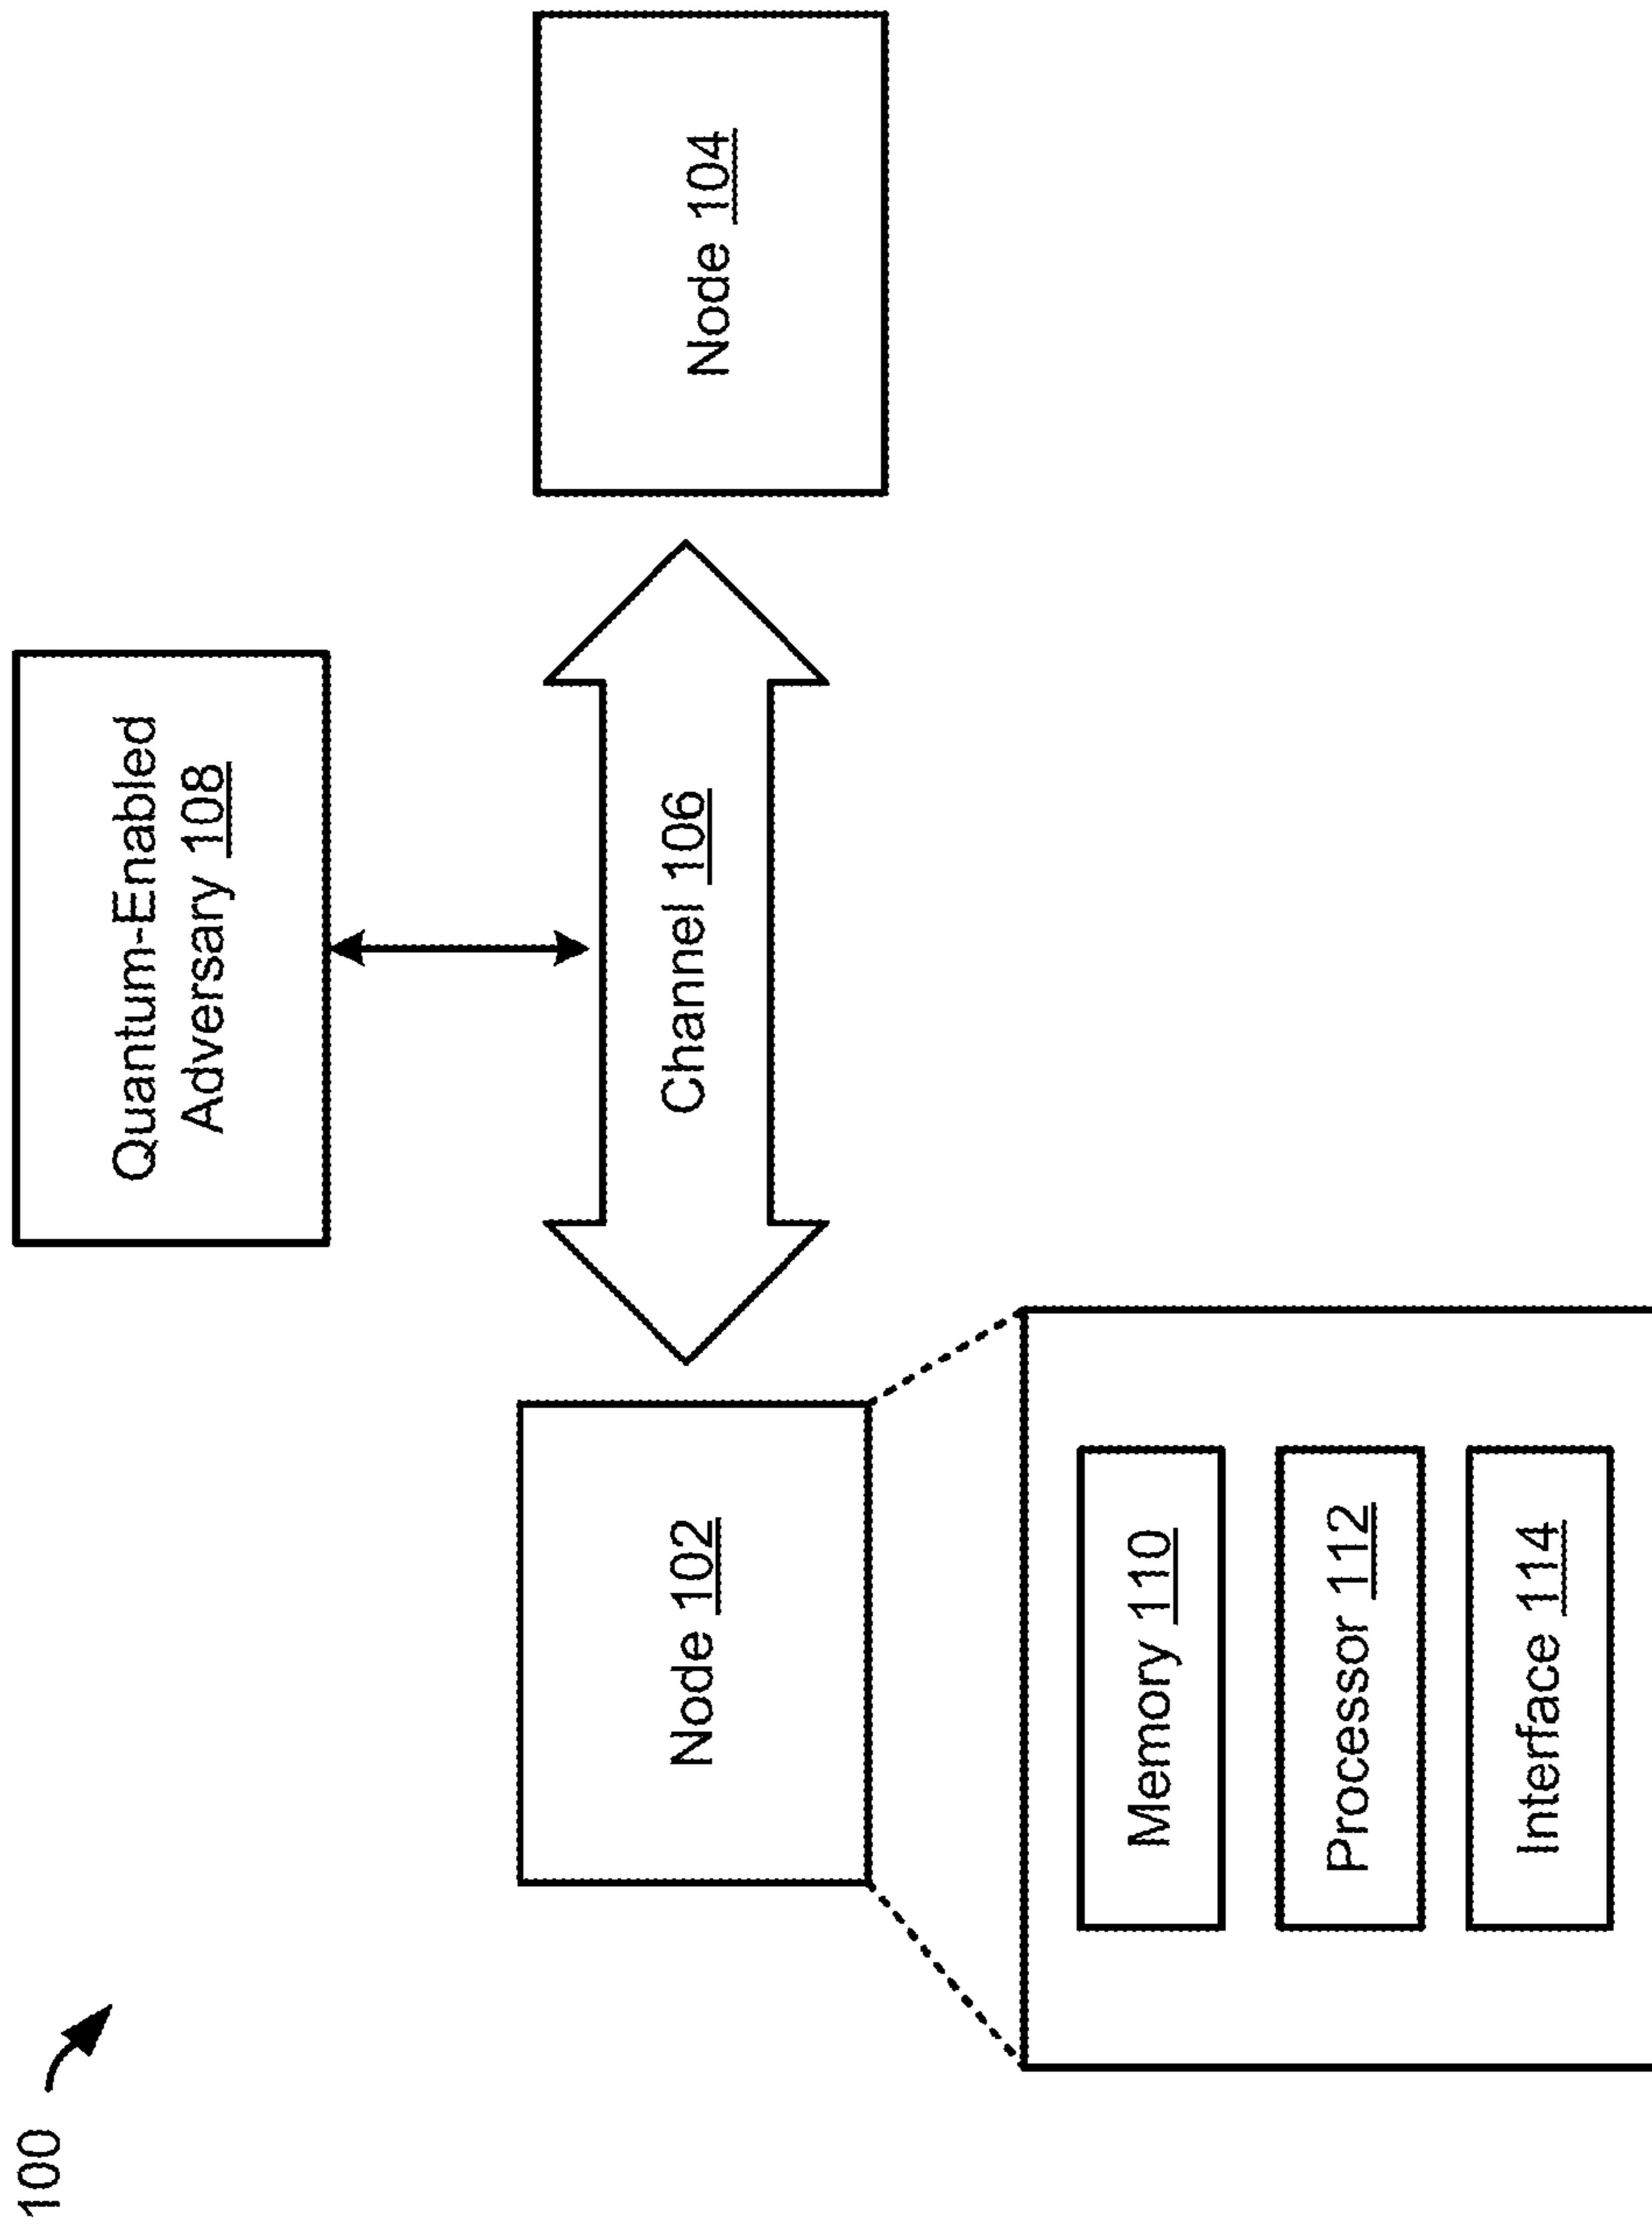 100
Quantum-Enabled
Adversary 108
Node 102
Channel 106
Node 104
Memory 110
Processor 112
Interface 114